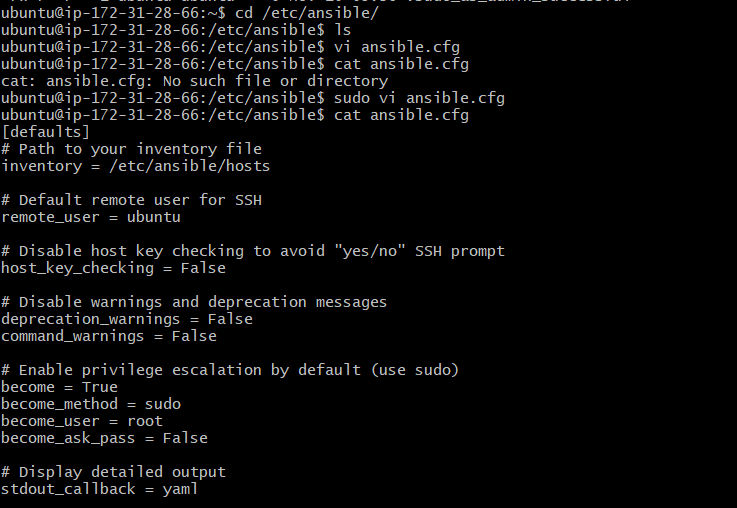 ubuntu@ip-172-31-28-66:~$ cd /etc/ansible/
ubuntu@ip-172-31-28-66:/etc/ansible$ ls
ubuntu@ip-172-31-28-66:/etc/ansible$ vi ansible.cfg
ubuntu@ip-172-31-28-66:/etc/ansible$ cat ansible.cfg
cat: ansible.cfg: No such file or directory
ubuntu@ip-172-31-28-66:/etc/ansible$ sudo vi ansible.cfg
ubuntu@ip-172-31-28-66:/etc/ansible$ cat ansible.cfg
[defaults]
# Path to your inventory file
inventory = /etc/ansible/hosts

# Default remote user for SSH
remote_user = ubuntu

# Disable host key checking to avoid "yes/no" SSH prompt
host_key_checking = False

# Disable warnings and deprecation messages
deprecation_warnings = False
command_warnings = False

# Enable privilege escalation by default (use sudo)
become = True
become_method = sudo
become_user = root
become_ask_pass = False

# Display detailed output
stdout_callback = yaml